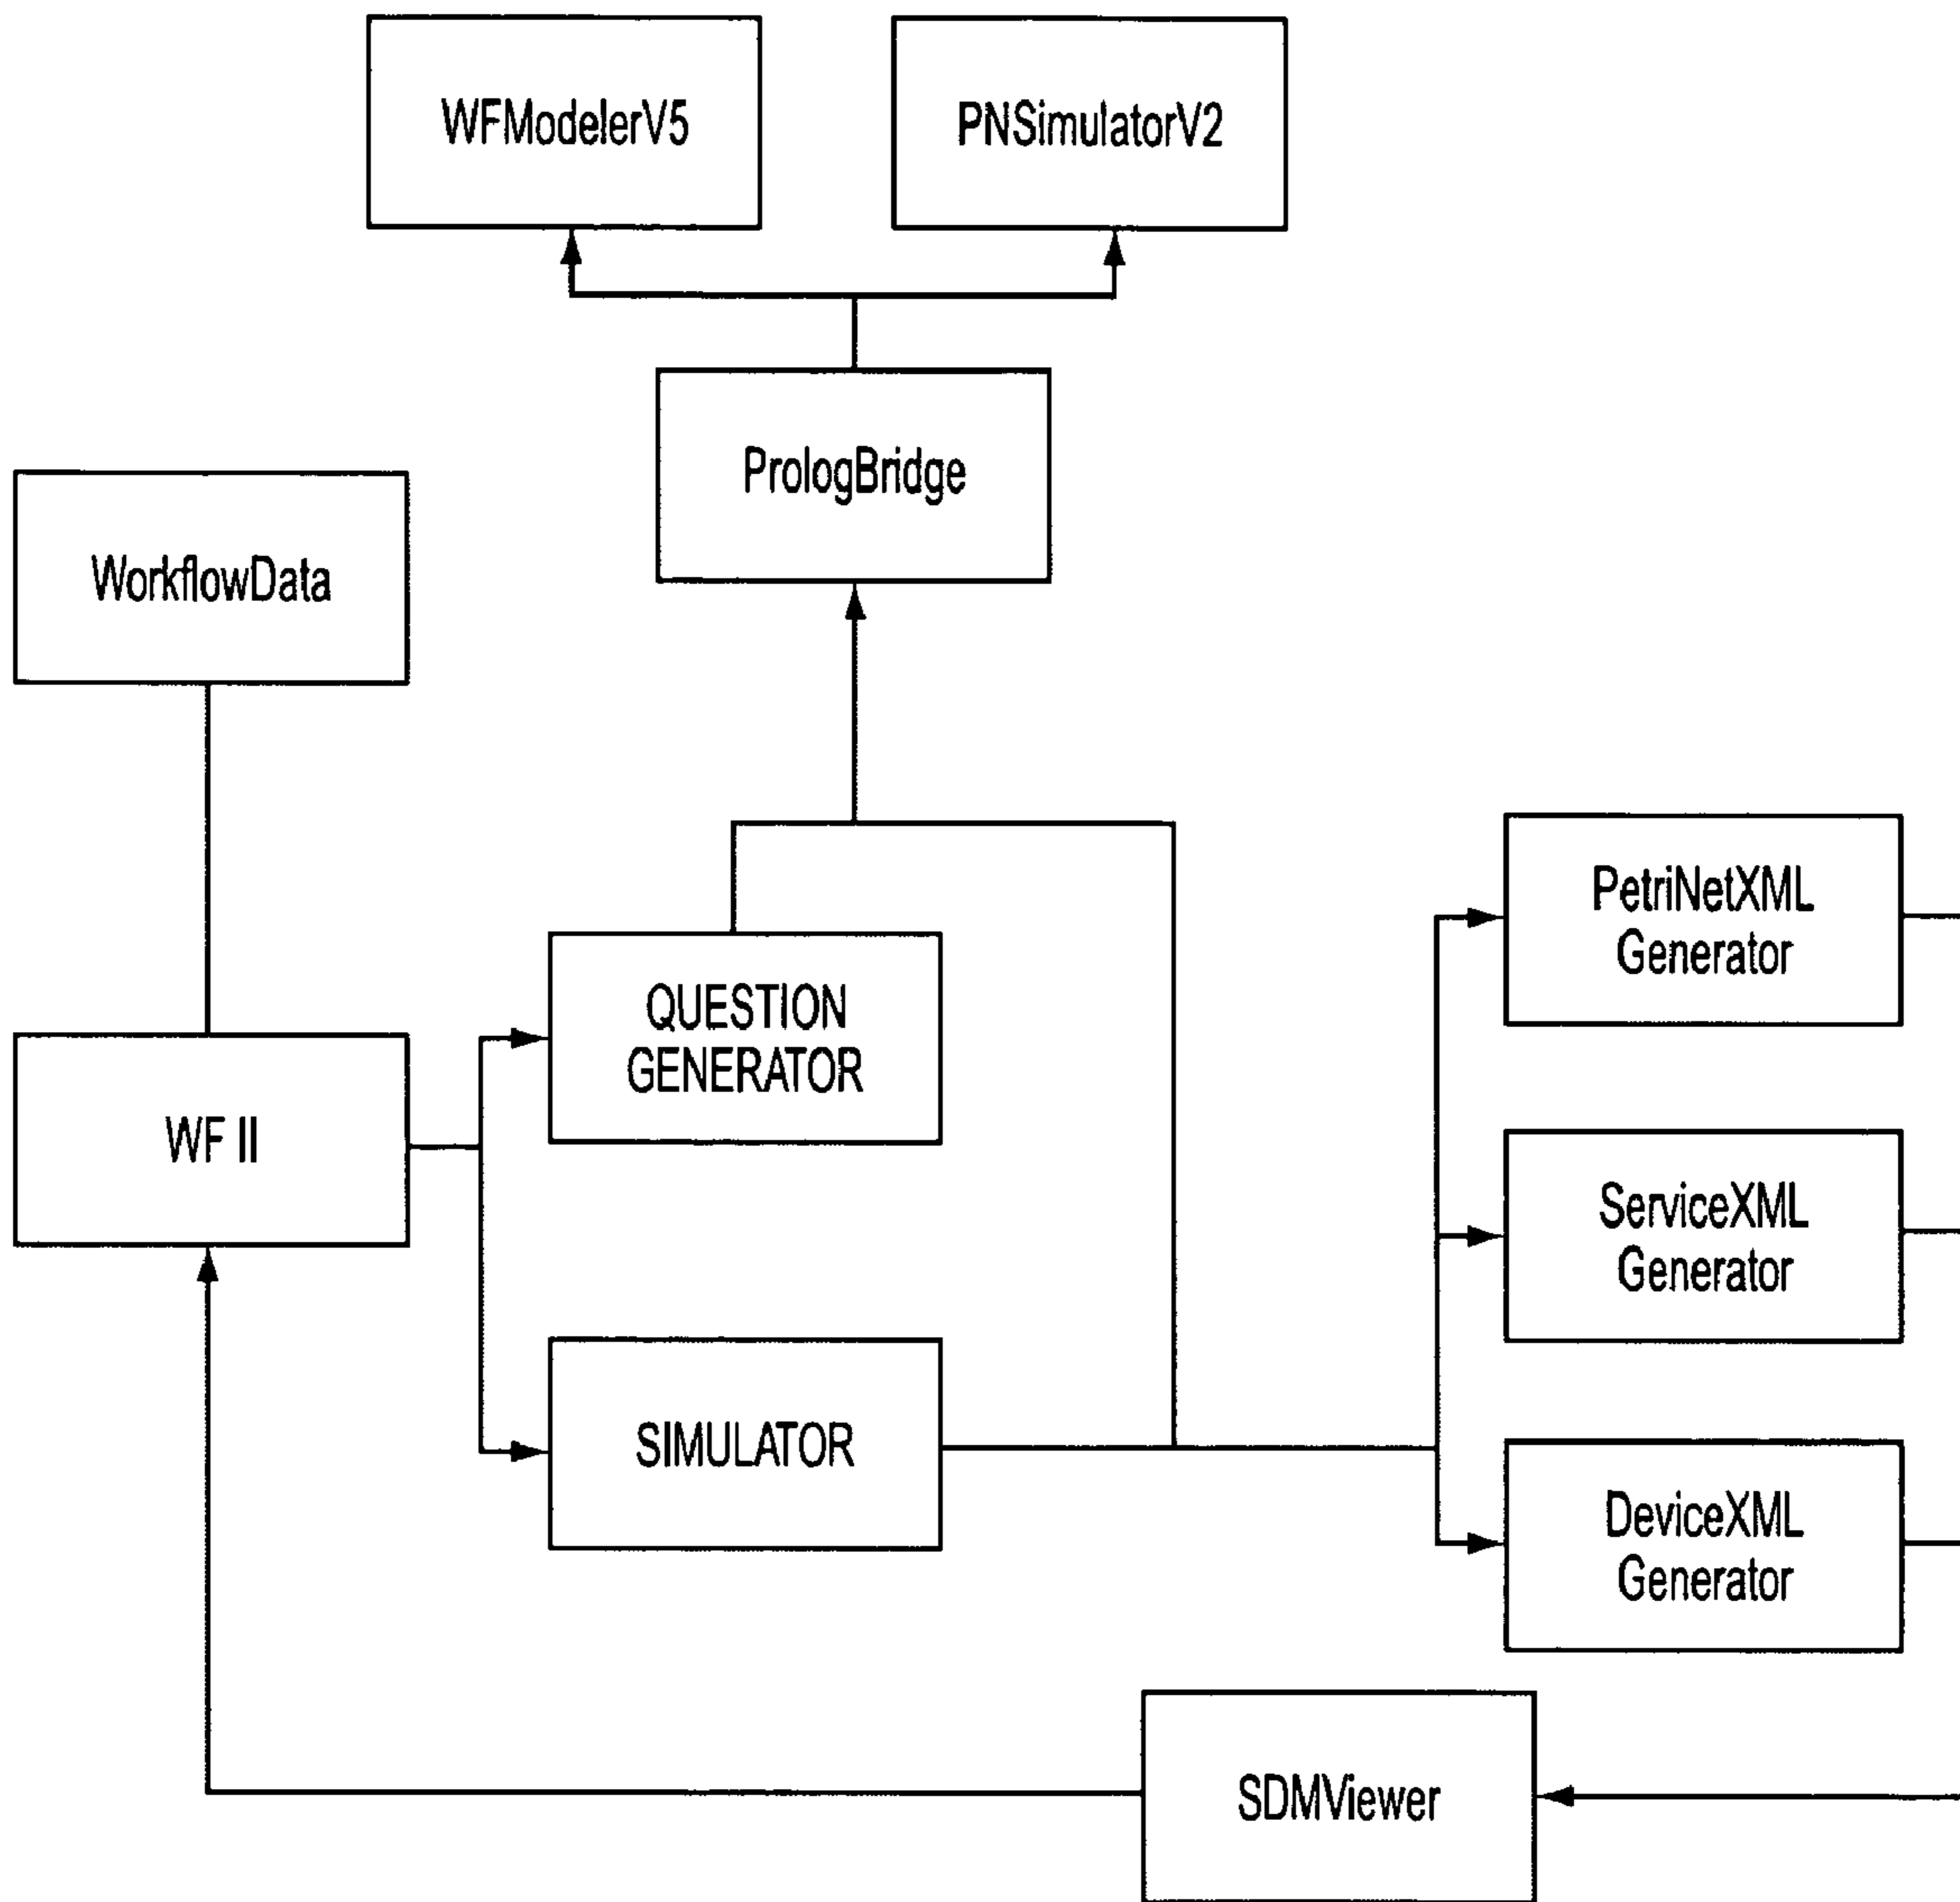 WFModelerV5
PNSimulatorV2
PrologBridge
WorkflowData
PetriNetXML
Generator
QUESTION
GENERATOR
WF II
ServiceXML
Generator
SIMULATOR
DeviceXML
Generator
SDMViewer